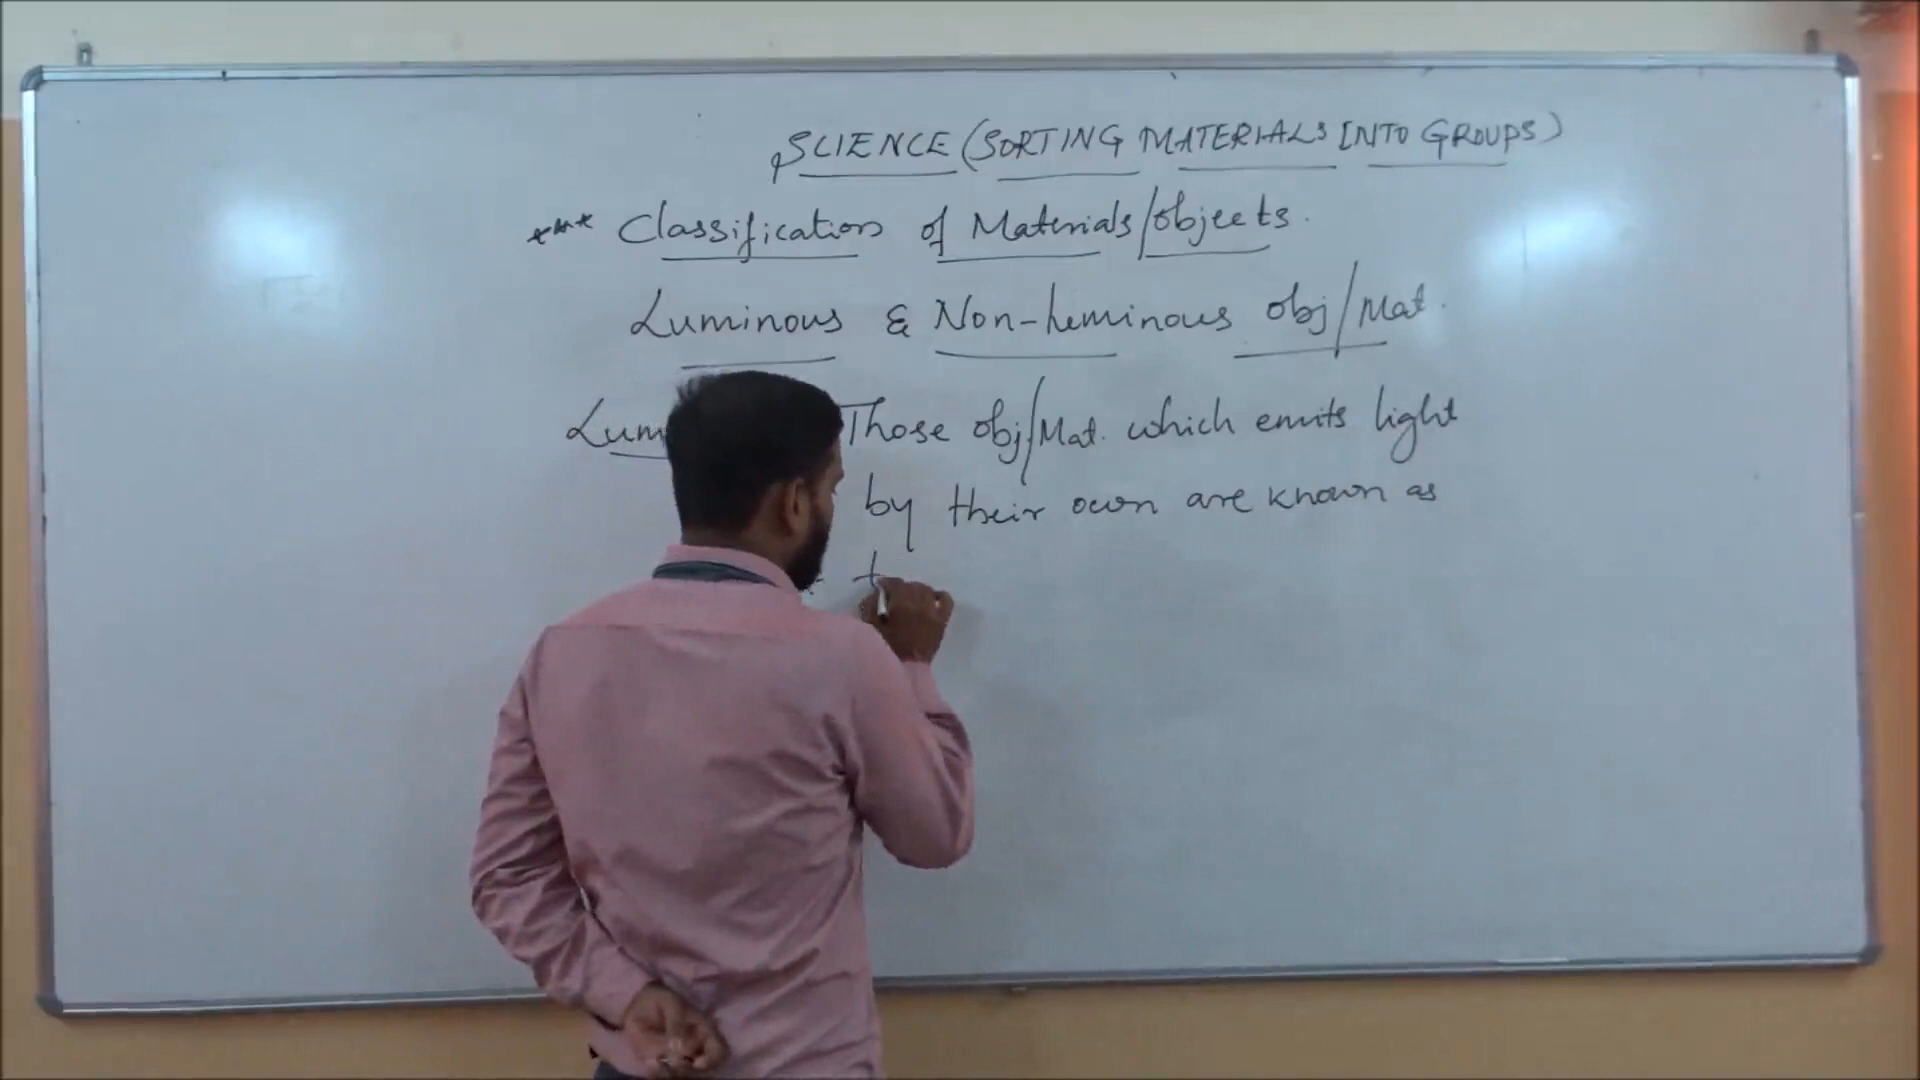 SCIENCE (SORTING MATERIALS INTO GROUPS)
*** Classification of Materials/objects.
Luminous & Non-luminous obj/Mat.
Lum Those obj/Mat. which emits light
by their own are known as